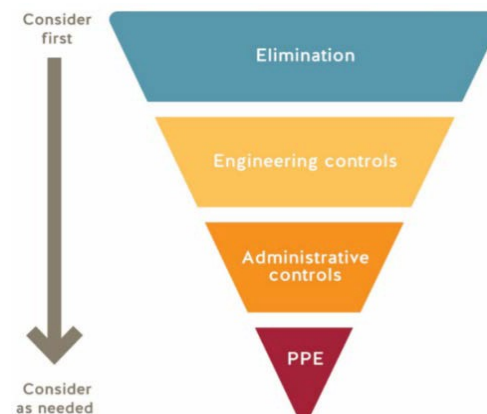 Consider
first
Elimination
Engineering controls
Administrative
controls
PPE
Consider
as needed